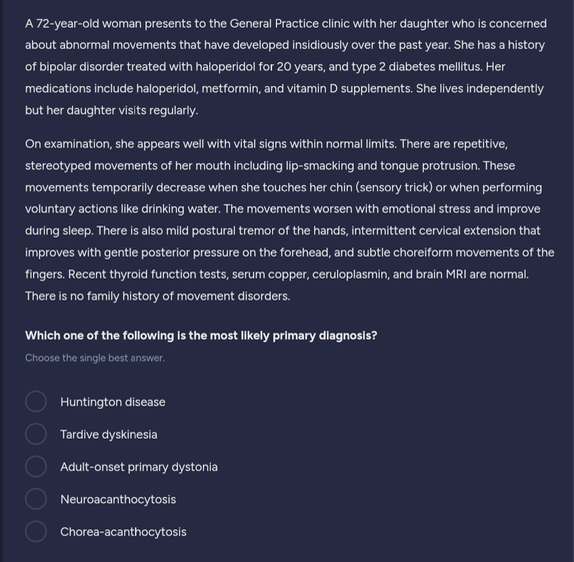 A 72-year-old woman presents to the General Practice clinic with her daughter who is concerned
about abnormal movements that have developed insidiously over the past year. She has a history
of bipolar disorder treated with haloperidol for 20 years, and type 2 diabetes mellitus. Her
medications include haloperidol, metformin, and vitamin D supplements. She lives independently
but her daughter visits regularly.
On examination, she appears well with vital signs within normal limits. There are repetitive,
stereotyped movements of her mouth including lip-smacking and tongue protrusion. These
movements temporarily decrease when she touches her chin (sensory trick) or when performing
voluntary actions like drinking water. The movements worsen with emotional stress and improve
during sleep. There is also mild postural tremor of the hands, intermittent cervical extension that
improves with gentle posterior pressure on the forehead, and subtle choreiform movements of the
fingers. Recent thyroid function tests, serum copper, ceruloplasmin, and brain MRI are normal.
There is no family history of movement disorders.
Which one of the following is the most likely primary diagnosis?
Choose the single best answer.
Huntington disease
Tardive dyskinesia
Adult-onset primary dystonia
Neuroacanthocytosis
Chorea-acanthocytosis